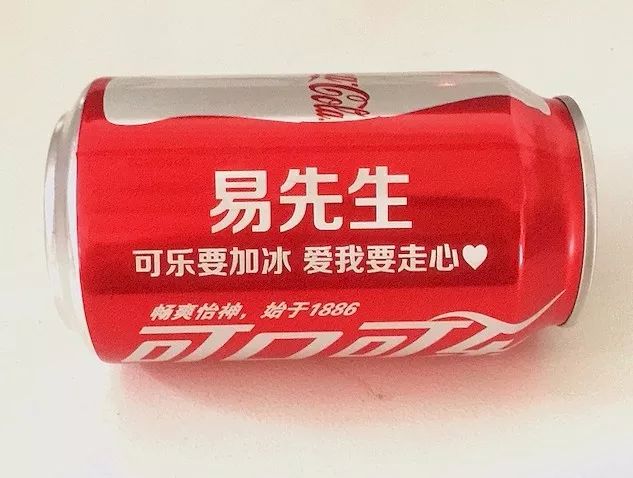 Coca-Cola
易先生
可乐要加冰 爱我要走心♥
畅爽怡神，始于1886
可口可乐